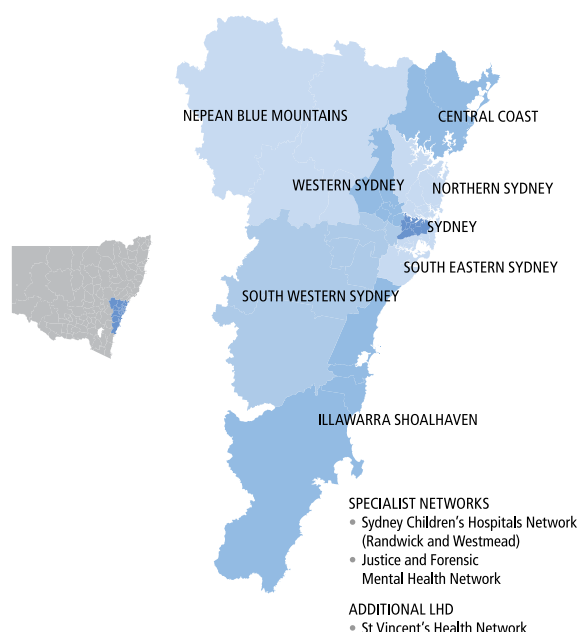 NEPEAN BLUE MOUNTAINS
CENTRAL COAST
WESTERN SYDNEY
NORTHERN SYDNEY
SYDNEY
SOUTH EASTERN SYDNEY
SOUTH WESTERN SYDNEY
ILLAWARRA SHOALHAVEN
SPECIALIST NETWORKS
• Sydney Children's Hospitals Network
(Randwick and Westmead)
• Justice and Forensic
Mental Health Network
ADDITIONAL LHD
• St Vincent's Health Network